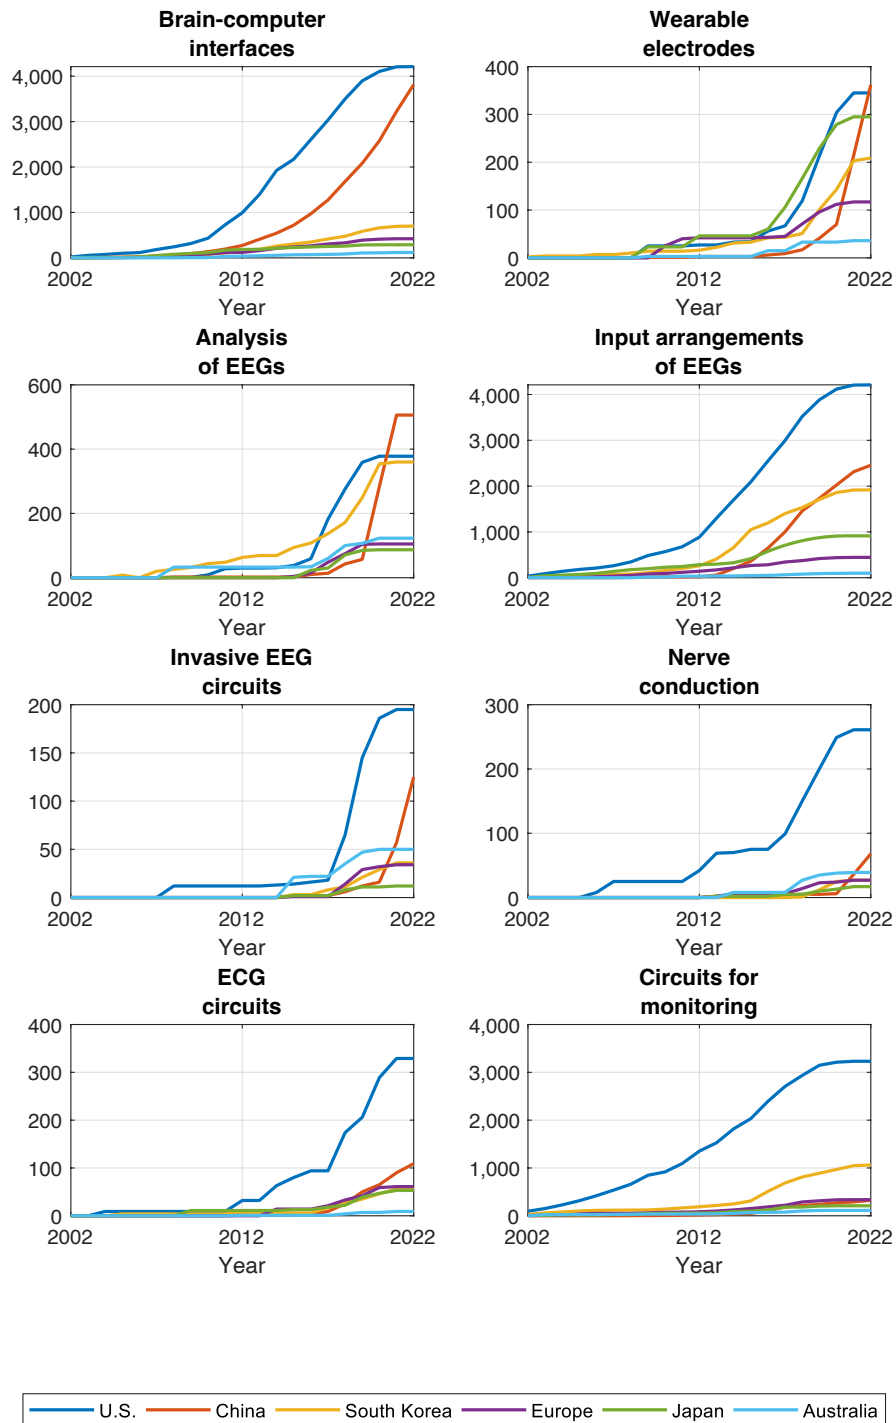 Brain-computer
interfaces
4,000
3,000
2,000
1,000
0
2002 2012 2022
Year
Wearable
electrodes
400
300
200
100
0
2002 2012 2022
Year
Analysis
of EEGs
600
400
200
0
2002 2012 2022
Year
Input arrangements
of EEGs
4,000
3,000
2,000
1,000
0
2002 2012 2022
Year
Invasive EEG
circuits
200
150
100
50
0
2002 2012 2022
Year
Nerve
conduction
300
200
100
0
2002 2012 2022
Year
ECG
circuits
400
300
200
100
0
2002 2012 2022
Year
Circuits for
monitoring
4,000
3,000
2,000
1,000
0
2002 2012 2022
Year
U.S. China South Korea Europe Japan Australia